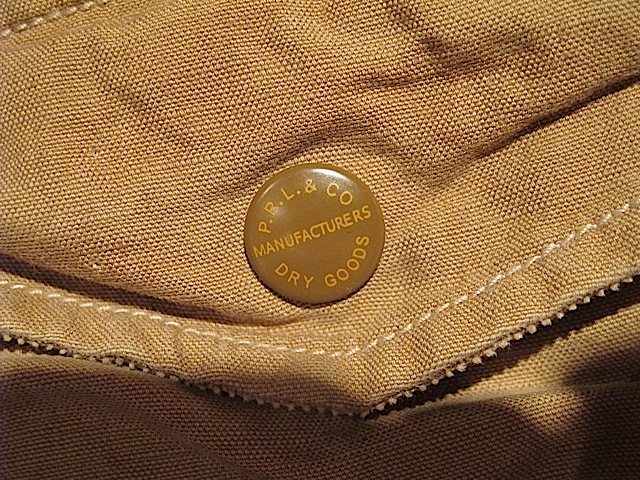 P.R.L. & CO
MANUFACTURERS
DRY GOODS